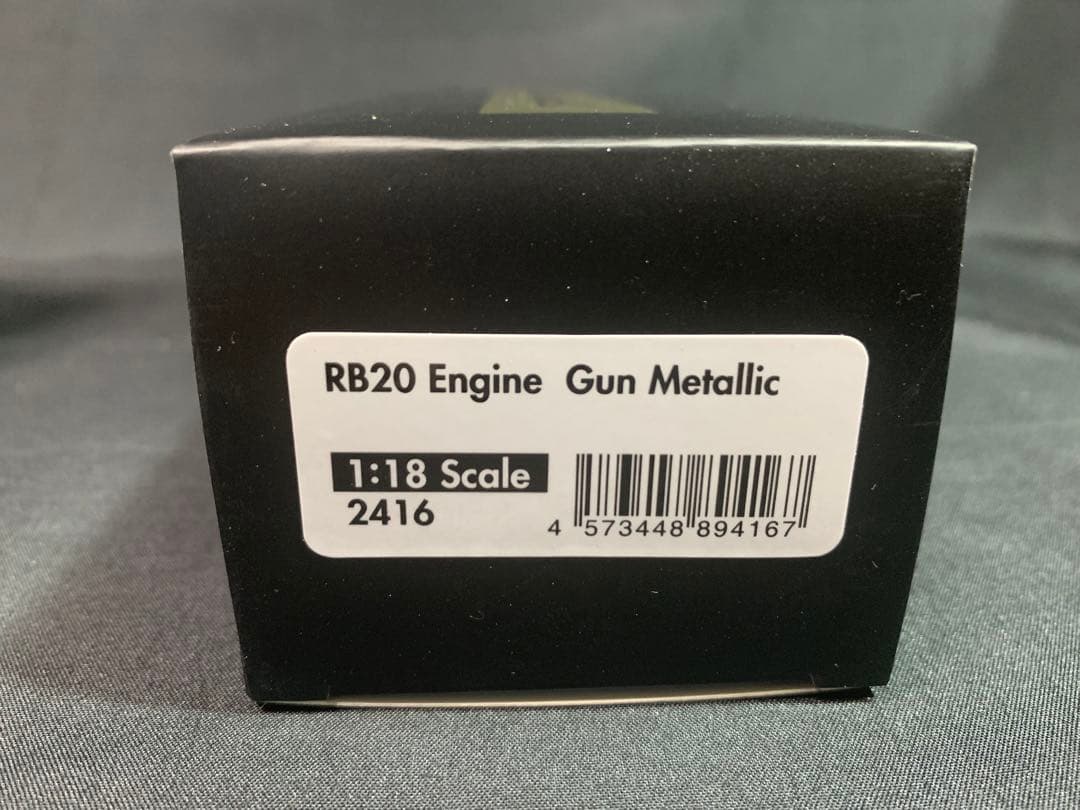 RB20 Engine Gun Metallic
1:18 Scale
2416
4 573448 894167